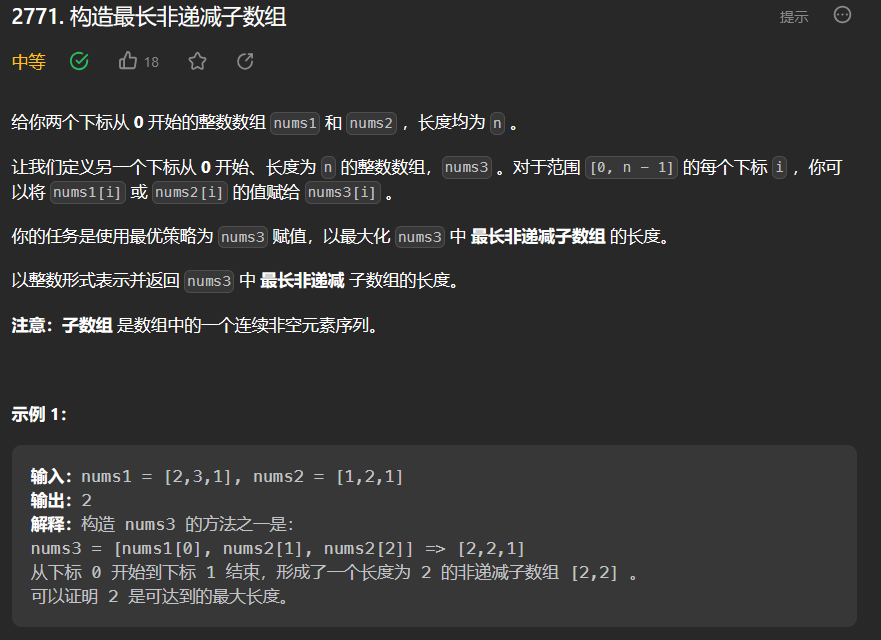 2771. 构造最长非递减子数组
提示
中等
18
给你两个下标从 0 开始的整数数组 nums1 和 nums2 ，长度均为 n 。
让我们定义另一个下标从 0 开始、长度为 n 的整数数组，nums3 。对于范围 [0, n - 1] 的每个下标 i ，你可
以将 nums1[i] 或 nums2[i] 的值赋给 nums3[i] 。
你的任务是使用最优策略为 nums3 赋值，以最大化 nums3 中 最长非递减子数组 的长度。
以整数形式表示并返回 nums3 中 最长非递减 子数组的长度。
注意：子数组 是数组中的一个连续非空元素序列。
示例 1：
输入：nums1 = [2,3,1], nums2 = [1,2,1]
输出：2
解释：构造 nums3 的方法之一是：
nums3 = [nums1[0], nums2[1], nums2[2]] => [2,2,1]
从下标 0 开始到下标 1 结束，形成了一个长度为 2 的非递减子数组 [2,2] 。
可以证明 2 是可达到的最大长度。